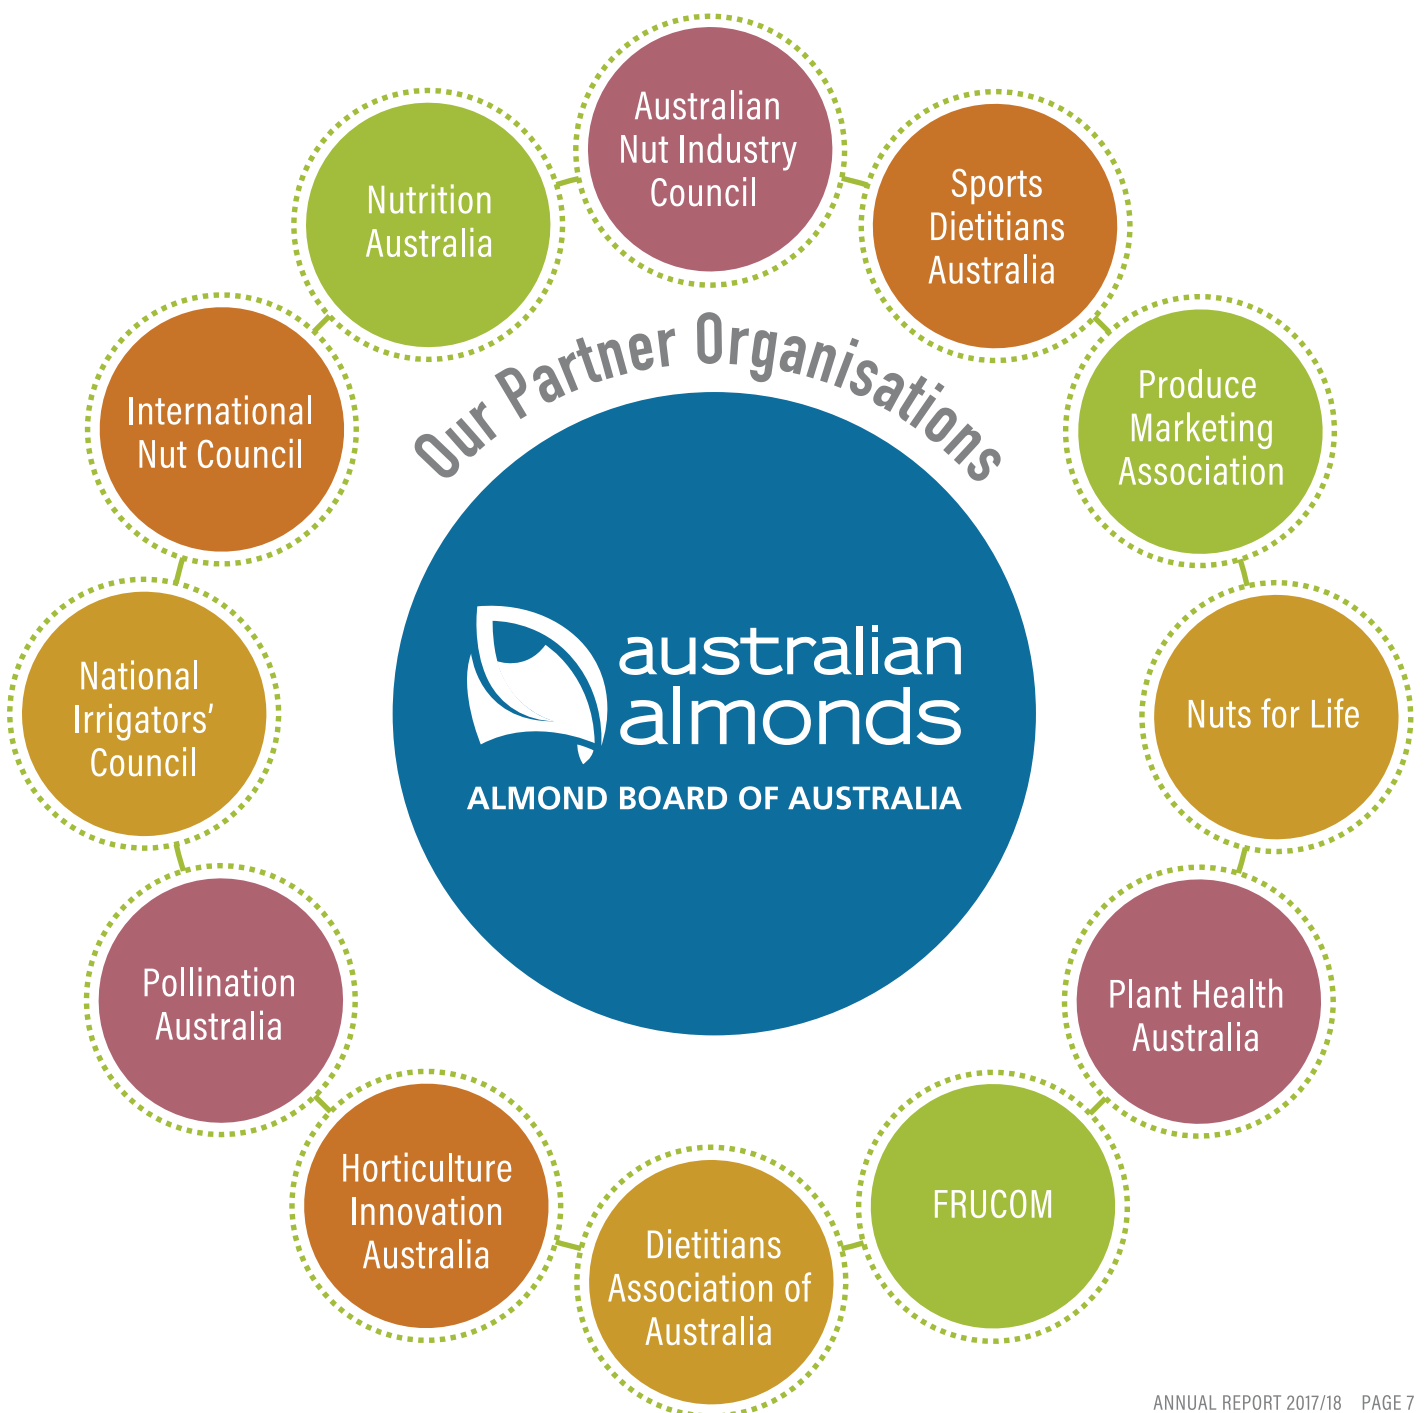 Australian
Nut Industry
Council
Sports
Dietitians
Australia
Produce
Marketing
Association
Nuts for Life
Plant Health
Australia
FRUCOM
Dietitians
Association of
Australia
Horticulture
Innovation
Australia
Pollination
Australia
National
Irrigators’
Council
International
Nut Council
Nutrition
Australia
Our Partner Organisations
australian
almonds
ALMOND BOARD OF AUSTRALIA
ANNUAL REPORT 2017/18 PAGE 7